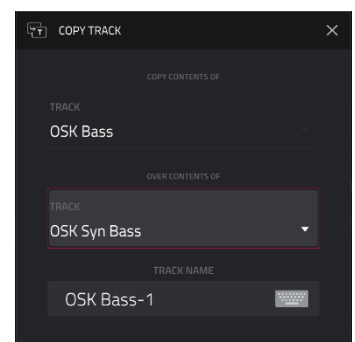 COPY TRACK
COPY CONTENTS OF
TRACK
OSK Bass
OVER CONTENTS OF
TRACK
OSK Syn Bass
TRACK NAME
OSK Bass-1